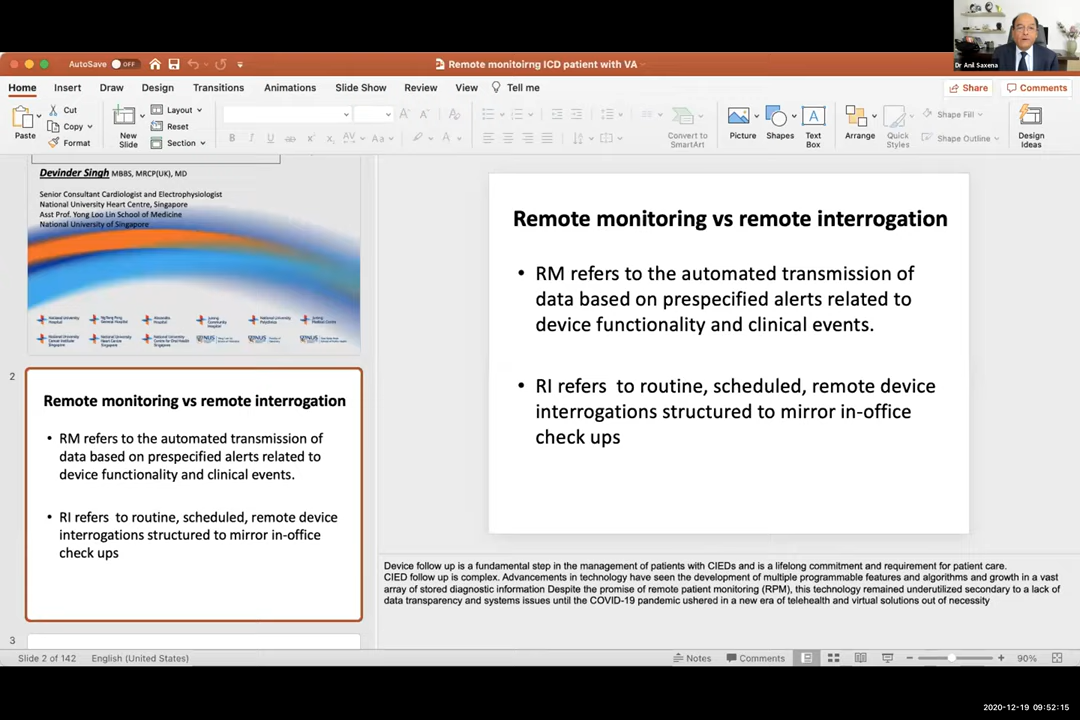 Dr Anil Saxena
AutoSave OFF
Remote monitoirng ICD patient with VA
Home Insert Draw Design Transitions Animations Slide Show Review View Tell me
Share Comments
Paste
Cut
Copy
Format
New
Slide
Layout
Reset
Section
Convert to
SmartArt
Picture
Shapes
Text
Box
Arrange
Quick
Styles
Shape Fill
Shape Outline
Design
Ideas
Devinder Singh MBBS, MRCP(UK), MD
Senior Consultant Cardiologist and Electrophysiologist
National University Heart Centre, Singapore
Asst Prof. Yong Loo Lin School of Medicine
National University of Singapore
2
Remote monitoring vs remote interrogation
• RM refers to the automated transmission of
data based on prespecified alerts related to
device functionality and clinical events.
• RI refers to routine, scheduled, remote device
interrogations structured to mirror in-office
check ups
3
Remote monitoring vs remote interrogation
• RM refers to the automated transmission of
data based on prespecified alerts related to
device functionality and clinical events.
• RI refers to routine, scheduled, remote device
interrogations structured to mirror in-office
check ups
Device follow up is a fundamental step in the management of patients with CIEDs and is a lifelong commitment and requirement for patient care.
CIED follow up is complex. Advancements in technology have seen the development of multiple programmable features and algorithms and growth in a vast
array of stored diagnostic information Despite the promise of remote patient monitoring (RPM), this technology remained underutilized secondary to a lack of
data transparency and systems issues until the COVID-19 pandemic ushered in a new era of telehealth and virtual solutions out of necessity
Slide 2 of 142 English (United States)
Notes Comments 90%
2020-12-19 09:52:15